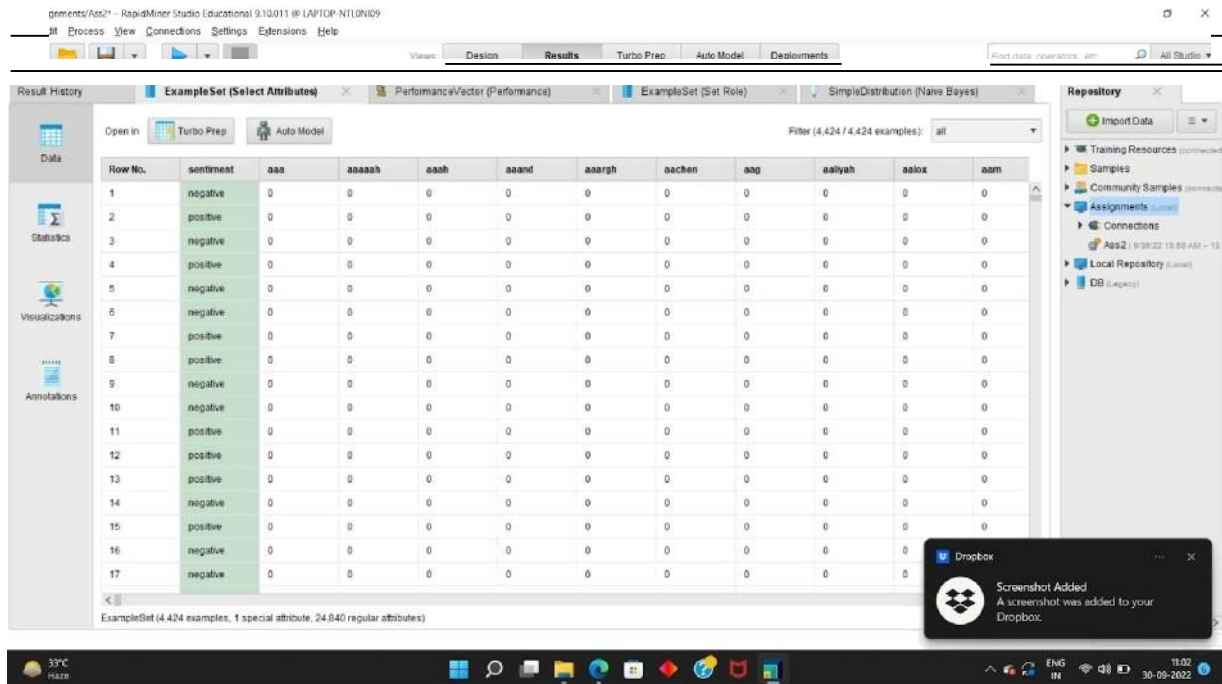 gnments/Ass2* – RapidMiner Studio Educational 9.10.011 @ LAPTOP-NTL0NI09
dit Process View Connections Settings Extensions Help
Views: Design Results Turbo Prep Auto Model Deployments Find data, operators, etc All Studio
Result History ExampleSet (Select Attributes) PerformanceVector (Performance) ExampleSet (Set Role) SimpleDistribution (Naive Bayes) Repository
Data
Statistics
Visualizations
Annotations
Open in Turbo Prep Auto Model Filter (4,424 / 4,424 examples): all
Row No. sentiment aaa aaaaah aaah aaand aaargh aachen aag aaliyah aalox aam
1 negative 0 0 0 0 0 0 0 0 0 0
2 positive 0 0 0 0 0 0 0 0 0 0
3 negative 0 0 0 0 0 0 0 0 0 0
4 positive 0 0 0 0 0 0 0 0 0 0
5 negative 0 0 0 0 0 0 0 0 0 0
6 negative 0 0 0 0 0 0 0 0 0 0
7 positive 0 0 0 0 0 0 0 0 0 0
8 positive 0 0 0 0 0 0 0 0 0 0
9 negative 0 0 0 0 0 0 0 0 0 0
10 negative 0 0 0 0 0 0 0 0 0 0
11 positive 0 0 0 0 0 0 0 0 0 0
12 positive 0 0 0 0 0 0 0 0 0 0
13 positive 0 0 0 0 0 0 0 0 0 0
14 negative 0 0 0 0 0 0 0 0 0 0
15 positive 0 0 0 0 0 0 0 0 0 0
16 negative 0 0 0 0 0 0 0 0 0
17 negative 0 0 0 0 0 0 0 0 0
ExampleSet (4,424 examples, 1 special attribute, 24,840 regular attributes)
Import Data
Training Resources (connected
Samples
Community Samples (connecte
Assignments (Local)
Connections
Ass2
Local Repository (Local)
DB (Legacy)
Dropbox
Screenshot Added
A screenshot was added to your
Dropbox.
33°C
Haze
ENG
IN
11:02
30-09-2022